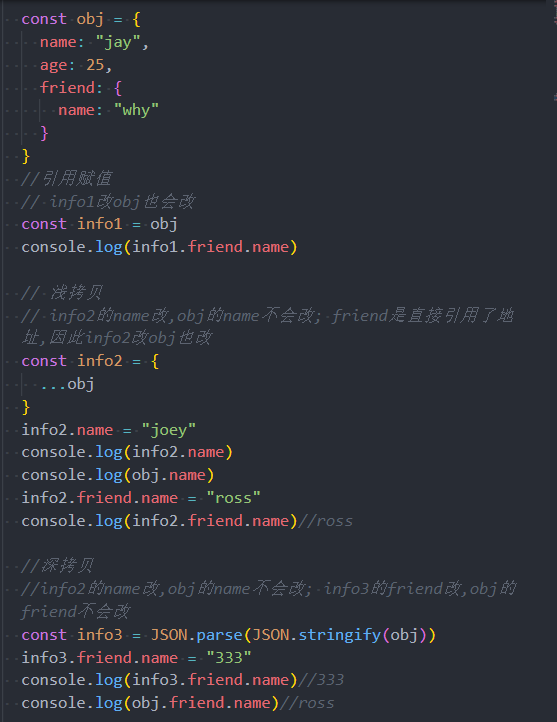 const obj = {
name: "jay",
age: 25,
friend: {
name: "why"
}
}
//引用赋值
// info1改obj也会改
const info1 = obj
console.log(info1.friend.name)
// 浅拷贝
// info2的name改,obj的name不会改; friend是直接引用了地
址,因此info2改obj也改
const info2 = {
...obj
}
info2.name = "joey"
console.log(info2.name)
console.log(obj.name)
info2.friend.name = "ross"
console.log(info2.friend.name)//ross
//深拷贝
//info2的name改,obj的name不会改; info3的friend改,obj的
friend不会改
const info3 = JSON.parse(JSON.stringify(obj))
info3.friend.name = "333"
console.log(info3.friend.name)//333
console.log(obj.friend.name)//ross